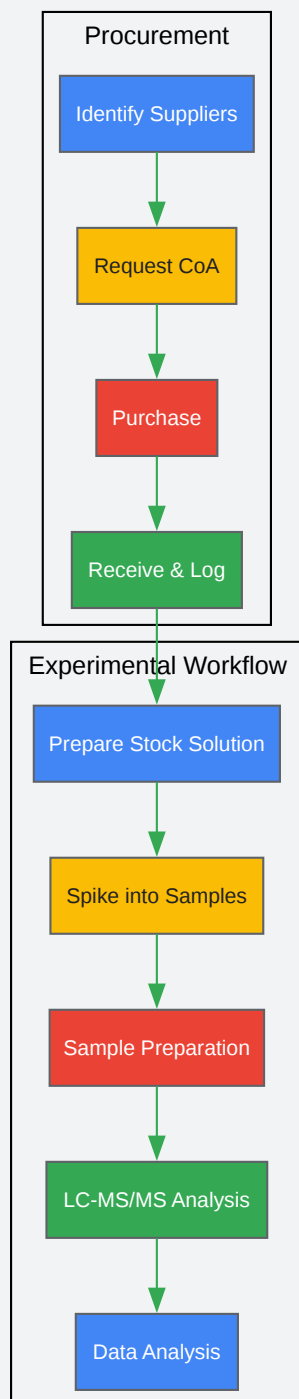 Procurement
Identify Suppliers
Request CoA
Purchase
Receive & Log
Experimental Workflow
Prepare Stock Solution
Spike into Samples
Sample Preparation
LC-MS/MS Analysis
Data Analysis